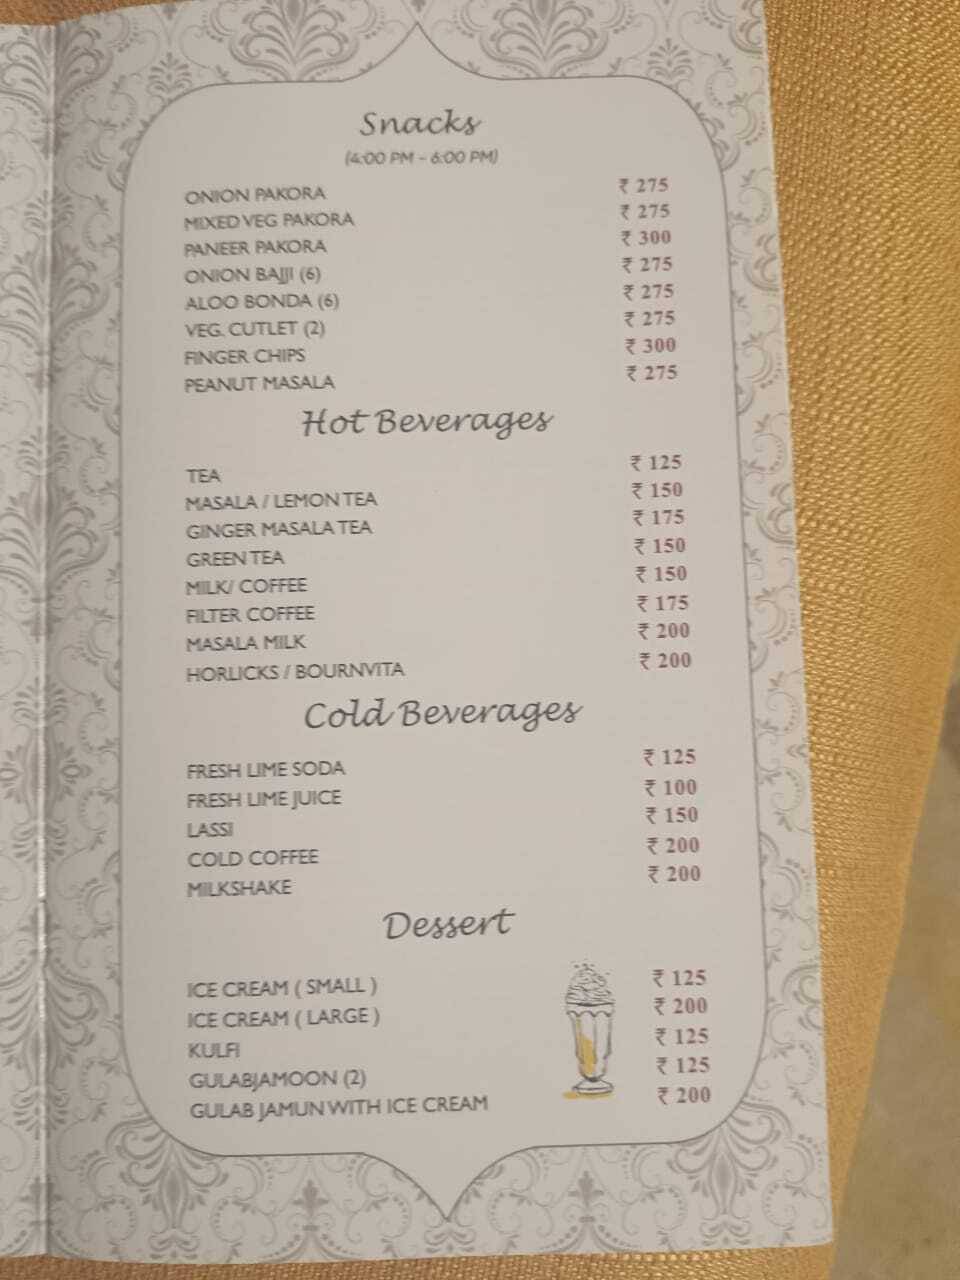 Snacks
(4:00 PM - 6:00 PM)
ONION PAKORA ₹ 275
MIXED VEG PAKORA ₹ 275
PANEER PAKORA ₹ 300
ONION BAJJI (6) ₹ 275
ALOO BONDA (6) ₹ 275
VEG. CUTLET (2) ₹ 275
FINGER CHIPS ₹ 300
PEANUT MASALA ₹ 275
Hot Beverages
TEA ₹ 125
MASALA / LEMON TEA ₹ 150
GINGER MASALA TEA ₹ 175
GREEN TEA ₹ 150
MILK/ COFFEE ₹ 150
FILTER COFFEE ₹ 175
MASALA MILK ₹ 200
HORLICKS / BOURNVITA ₹ 200
Cold Beverages
FRESH LIME SODA ₹ 125
FRESH LIME JUICE ₹ 100
LASSI ₹ 150
COLD COFFEE ₹ 200
MILKSHAKE ₹ 200
Dessert
ICE CREAM ( SMALL ) ₹ 125
ICE CREAM ( LARGE ) ₹ 200
KULFI ₹ 125
GULABJAMOON (2) ₹ 125
GULAB JAMUN WITH ICE CREAM ₹ 200